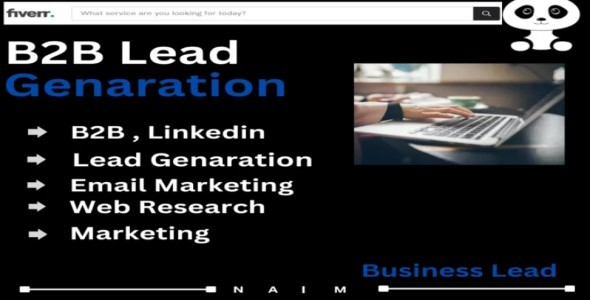 fiverr.
What service are you looking for today?
B2B Lead
Genaration
B2B , Linkedin
Lead Genaration
Email Marketing
Web Research
Marketing
Business Lead
N A I M